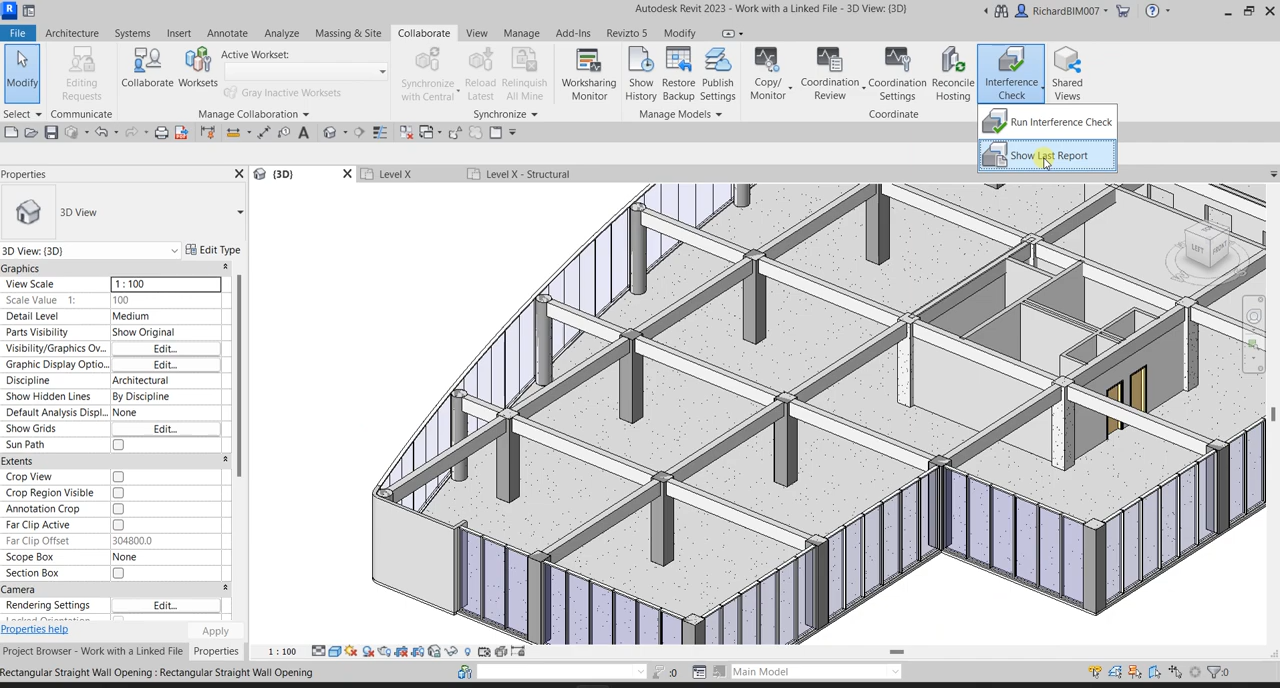 Autodesk Revit 2023 - Work with a Linked File - 3D View: {3D}
RichardBIM007
File Architecture Systems Insert Annotate Analyze Massing & Site Collaborate View Manage Add-Ins Revizto 5 Modify
Modify
Editing Requests
Collaborate
Worksets
Active Workset:
Gray Inactive Worksets
Synchronize with Central
Reload Latest
Relinquish All Mine
Worksharing Monitor
Show History
Restore Backup
Publish Settings
Copy/ Monitor
Coordination Review
Coordination Settings
Reconcile Hosting
Interference Check
Shared Views
Select Communicate Manage Collaboration Synchronize Manage Models Coordinate
Run Interference Check
Show Last Report
Properties
{3D} Level X Level X - Structural
3D View
3D View: {3D} Edit Type
Graphics
View Scale 1 : 100
Scale Value 1: 100
Detail Level Medium
Parts Visibility Show Original
Visibility/Graphics Ov... Edit...
Graphic Display Optio... Edit...
Discipline Architectural
Show Hidden Lines By Discipline
Default Analysis Displ... None
Show Grids Edit...
Sun Path
Extents
Crop View
Crop Region Visible
Annotation Crop
Far Clip Active
Far Clip Offset 304800.0
Scope Box None
Section Box
Camera
Rendering Settings Edit...
Properties help Apply
Project Browser - Work with a Linked File Properties
1 : 100
LEFT FRONT
Rectangular Straight Wall Opening : Rectangular Straight Wall Opening
:0
Main Model
:0